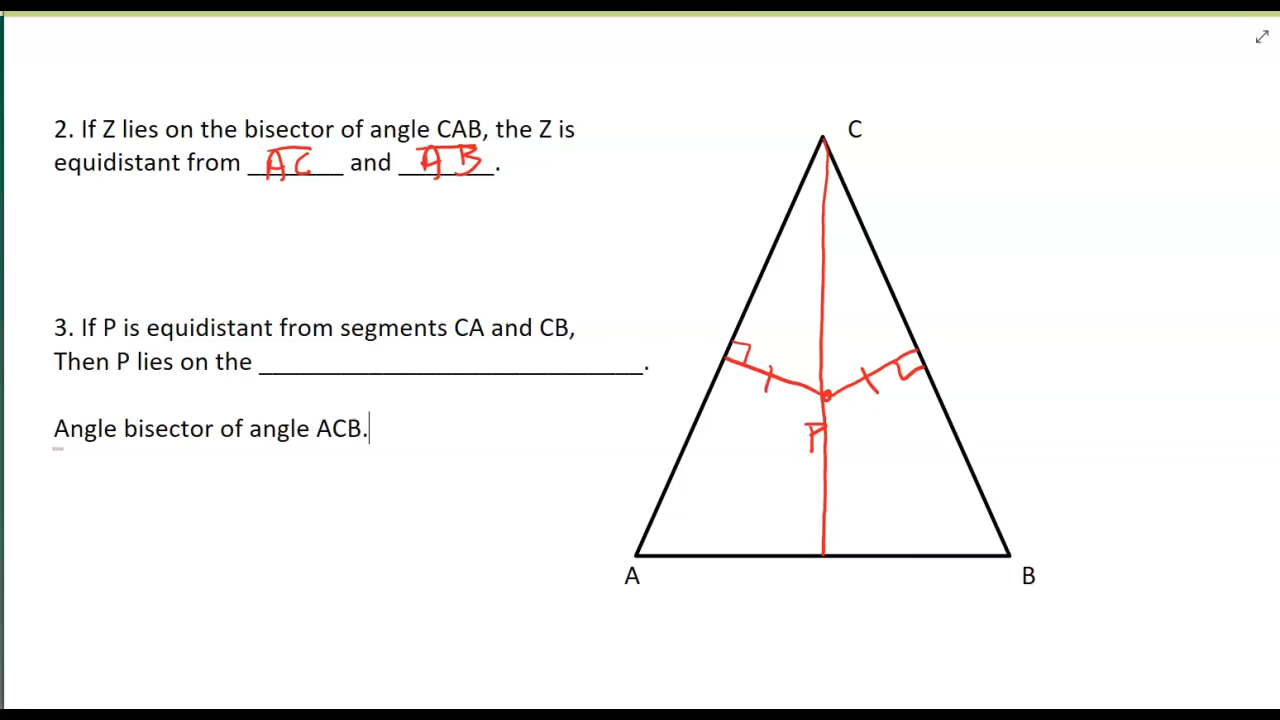 2. If Z lies on the bisector of angle CAB, the Z is
equidistant from AC and AB.
3. If P is equidistant from segments CA and CB,
Then P lies on the ____________________________.
Angle bisector of angle ACB.
C
P
A
B